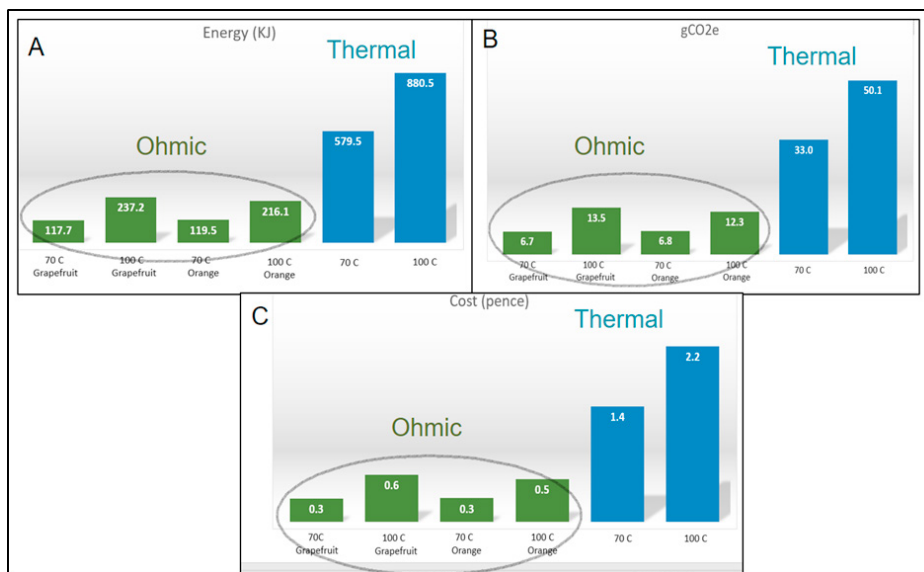 A
Energy (KJ)
Thermal
880.5
579.5
Ohmic
237.2
216.1
117.7
119.5
70 C
Grapefruit
100 C
Grapefruit
70 C
Orange
100 C
Orange
70 C
100 C
B
gCO2e
Thermal
50.1
33.0
Ohmic
13.5
12.3
6.7
6.8
70 C
Grapefruit
100 C
Grapefruit
70 C
Orange
100 C
Orange
70 C
100 C
C
Cost (pence)
Thermal
2.2
1.4
Ohmic
0.6
0.5
0.3
0.3
70C
Grapefruit
100 C
Grapefruit
70 C
Orange
100 C
Orange
70 C
100 C